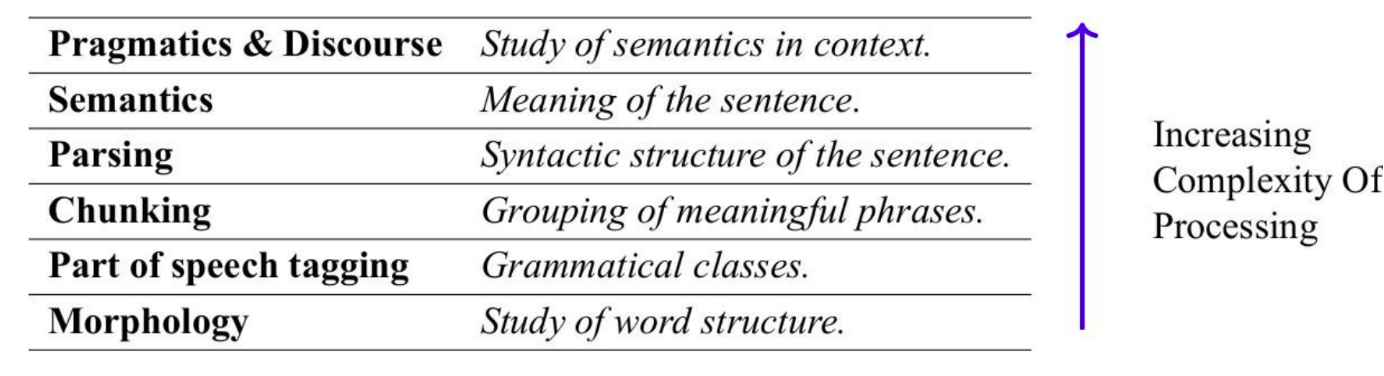 Pragmatics & Discourse Study of semantics in context.
Semantics Meaning of the sentence.
Parsing Syntactic structure of the sentence.
Chunking Grouping of meaningful phrases.
Part of speech tagging Grammatical classes.
Morphology Study of word structure.
Increasing
Complexity Of
Processing